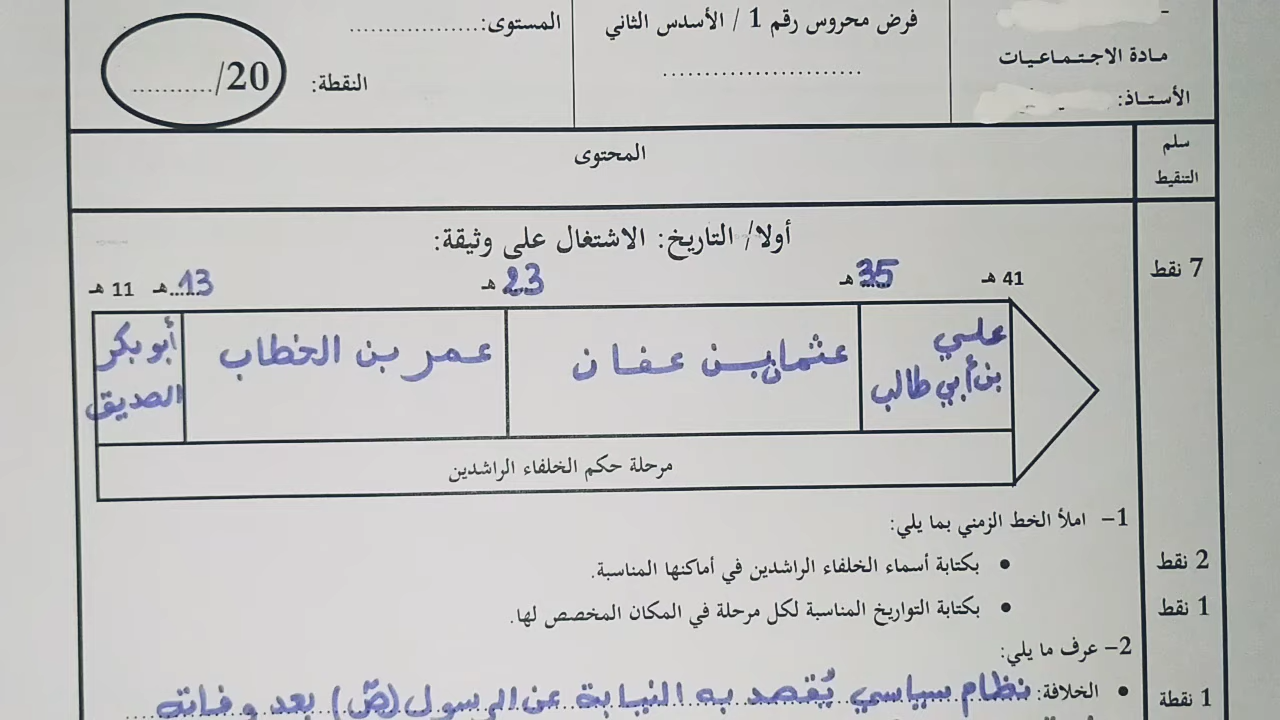 مادة الاجتماعيات
الأستاذ:
فرض محروس رقم 1 / الأسدس الثاني
......................
المستوى:..................
النقطة: ........../20
سلم التنقيط
المحتوى
7 نقط
أولا/ التاريخ: الاشتغال على وثيقة:
11 هـ 13 هـ 23 هـ 35 هـ 41 هـ
أبو بكر الصديق
عمر بن الخطاب
عثمان بن عفان
علي بن أبي طالب
مرحلة حكم الخلفاء الراشدين
1- املأ الخط الزمني بما يلي:
2 نقط • بكتابة أسماء الخلفاء الراشدين في أماكنها المناسبة.
1 نقط • بكتابة التواريخ المناسبة لكل مرحلة في المكان المخصص لها.
2- عرف ما يلي:
1 نقطة • الخلافة: نظام سياسي يُقصد به النيابة عن الرسول (صّ) بعد وفاته